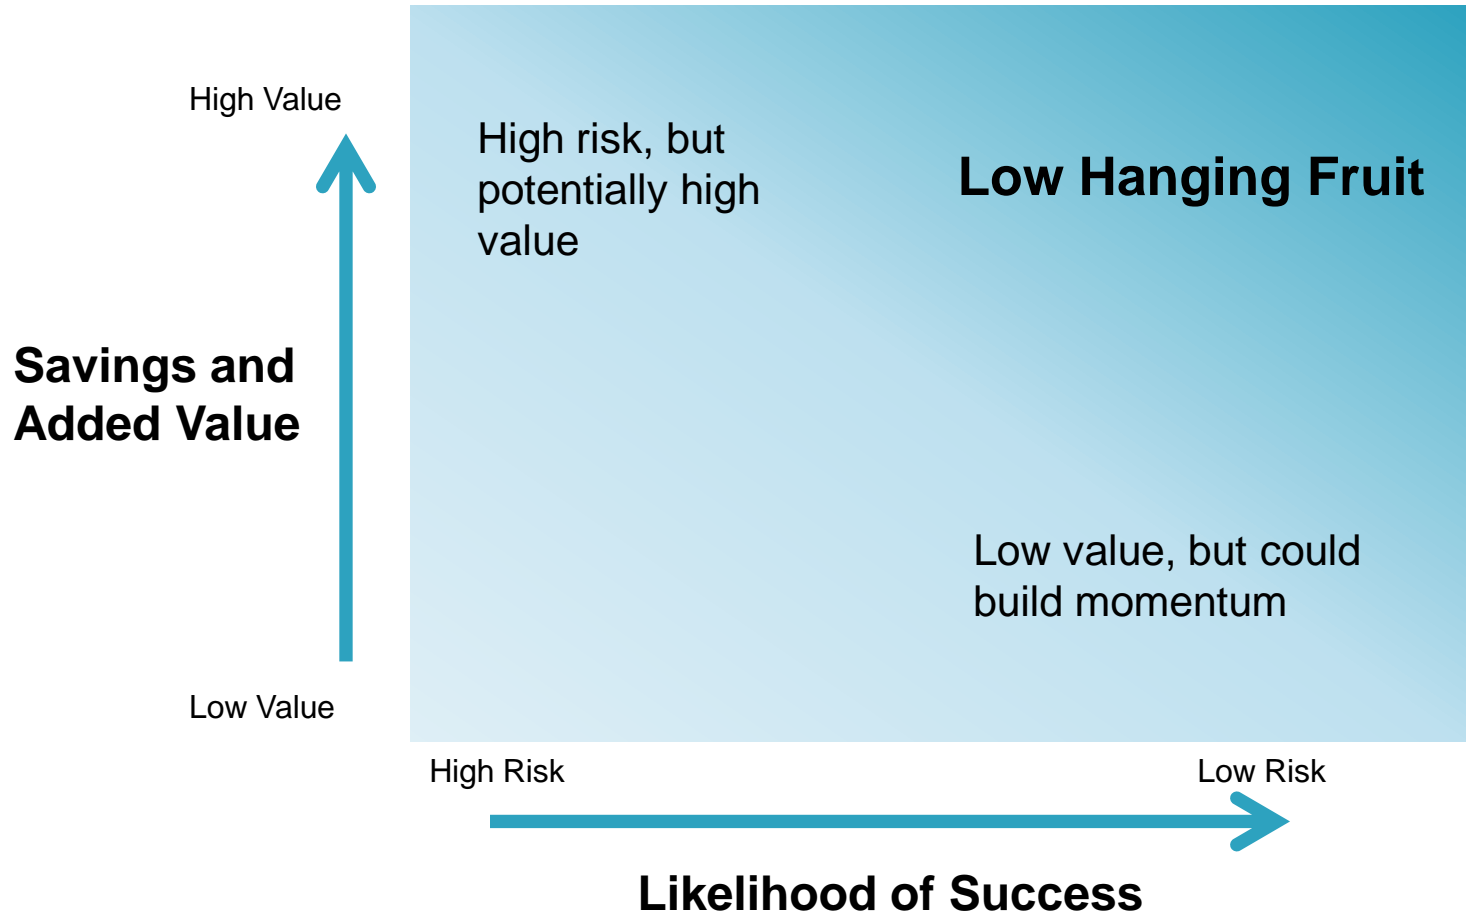 High Value
High risk, but
potentially high
value
Low Hanging Fruit
Savings and
Added Value
Low value, but could
build momentum
Low Value
High Risk
Low Risk
Likelihood of Success